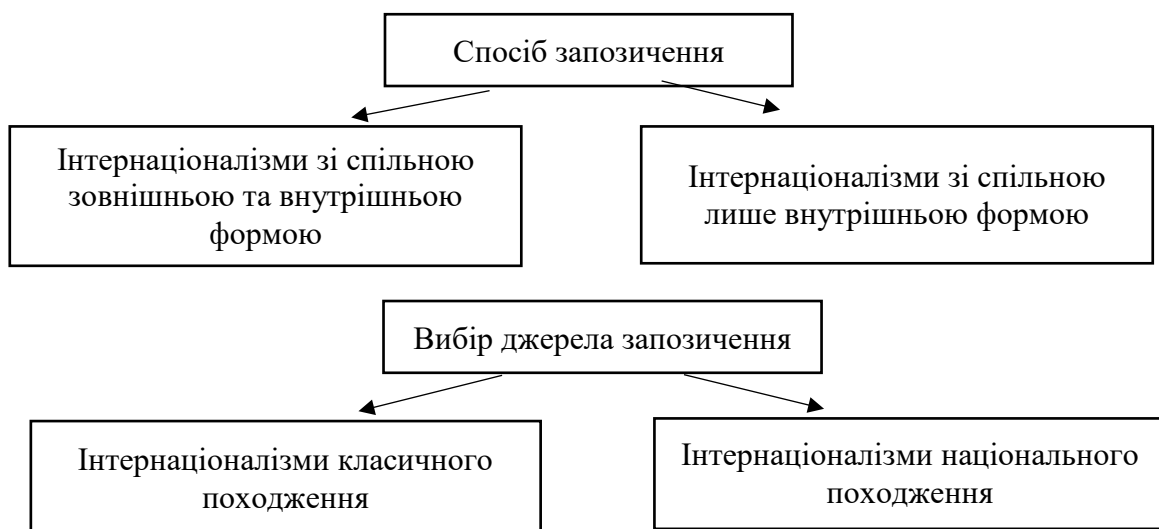 Спосіб запозичення
Інтернаціоналізми зі спільною
зовнішньою та внутрішньою
формою
Інтернаціоналізми зі спільною
лише внутрішньою формою
Вибір джерела запозичення
Інтернаціоналізми класичного
походження
Інтернаціоналізми національного
походження